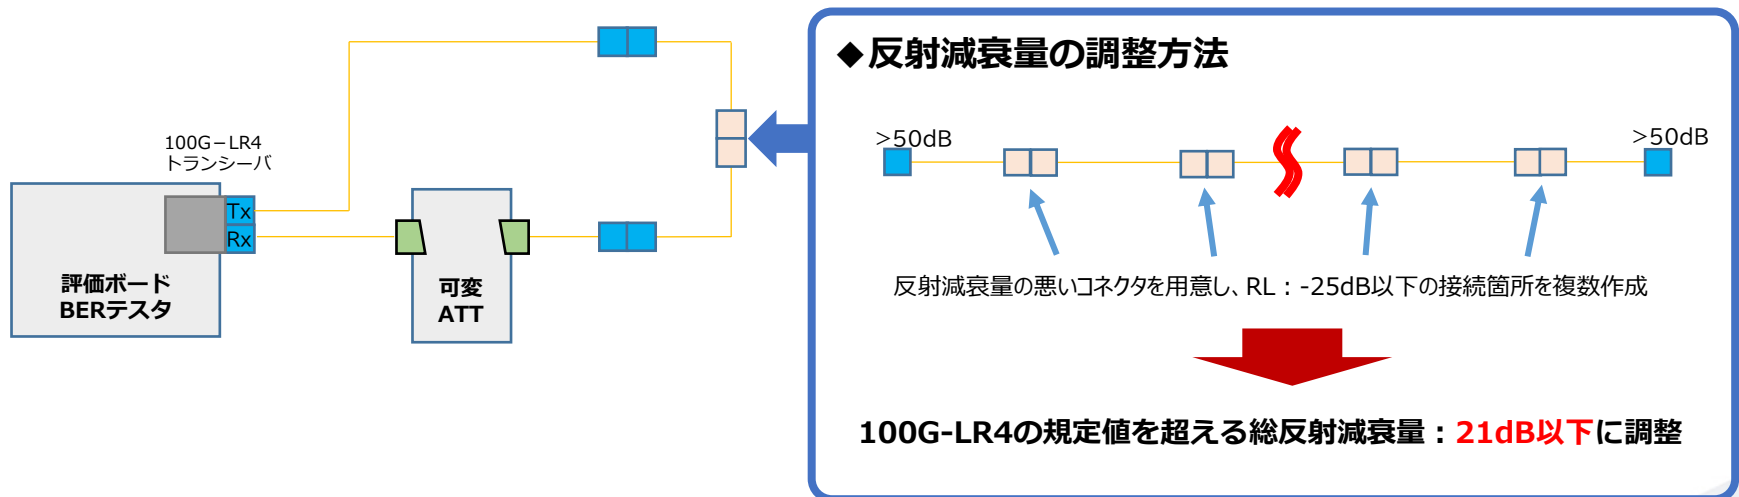 100G－LR4
トランシーバ
Tx
Rx
評価ボード
BERテスタ
可変
ATT
◆反射減衰量の調整方法
>50dB
>50dB
反射減衰量の悪いコネクタを用意し、RL：-25dB以下の接続箇所を複数作成
100G-LR4の規定値を超える総反射減衰量：21dB以下に調整